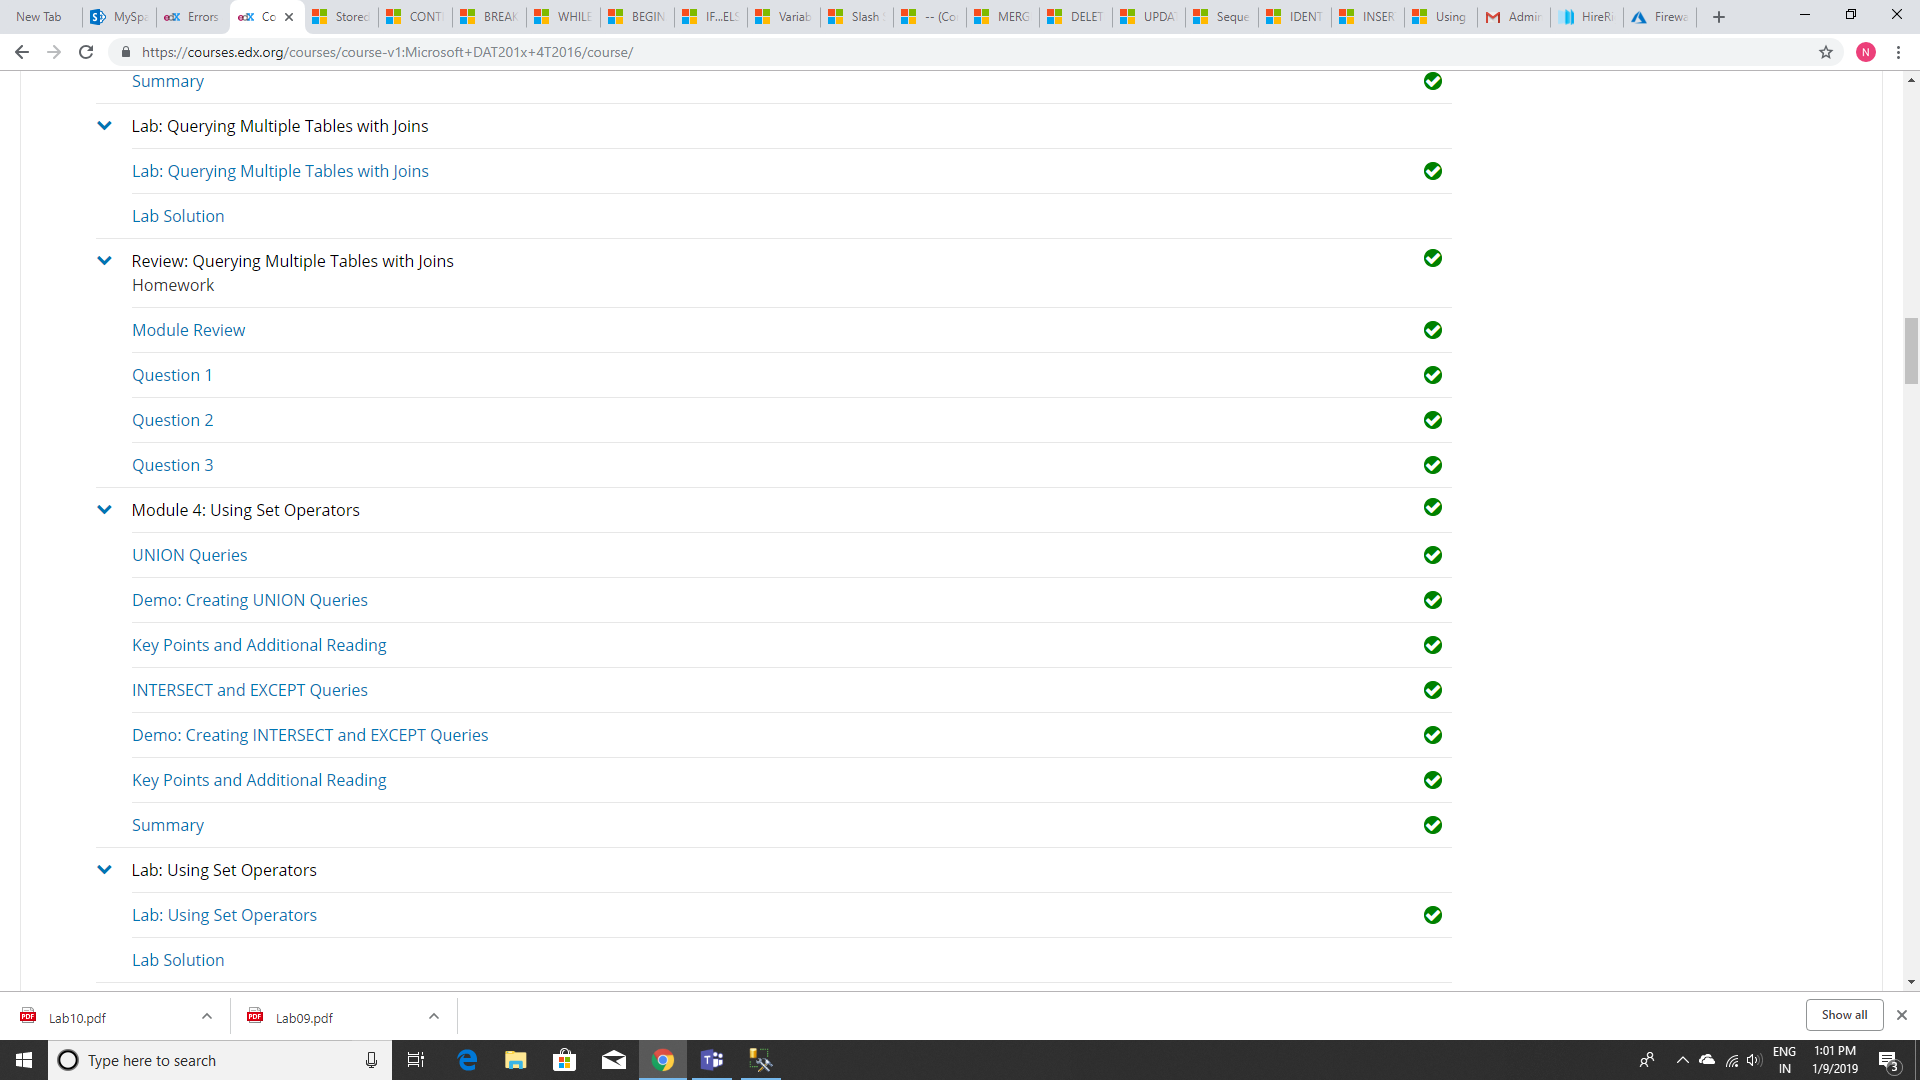 New Tab
MySpa
edX Errors
edX Co
Stored
CONTI
BREAK
WHILE
BEGIN
IF...ELS
Variab
Slash
-- (Co
MERG
DELET
UPDA
Seque
IDENT
INSER
Using
Admin
HireRi
Firewa
https://courses.edx.org/courses/course-v1:Microsoft+DAT201x+4T2016/course/
N
Summary
Lab: Querying Multiple Tables with Joins
Lab: Querying Multiple Tables with Joins
Lab Solution
Review: Querying Multiple Tables with Joins
Homework
Module Review
Question 1
Question 2
Question 3
Module 4: Using Set Operators
UNION Queries
Demo: Creating UNION Queries
Key Points and Additional Reading
INTERSECT and EXCEPT Queries
Demo: Creating INTERSECT and EXCEPT Queries
Key Points and Additional Reading
Summary
Lab: Using Set Operators
Lab: Using Set Operators
Lab Solution
Lab10.pdf
Lab09.pdf
Show all
Type here to search
ENG
IN
1:01 PM
1/9/2019
3